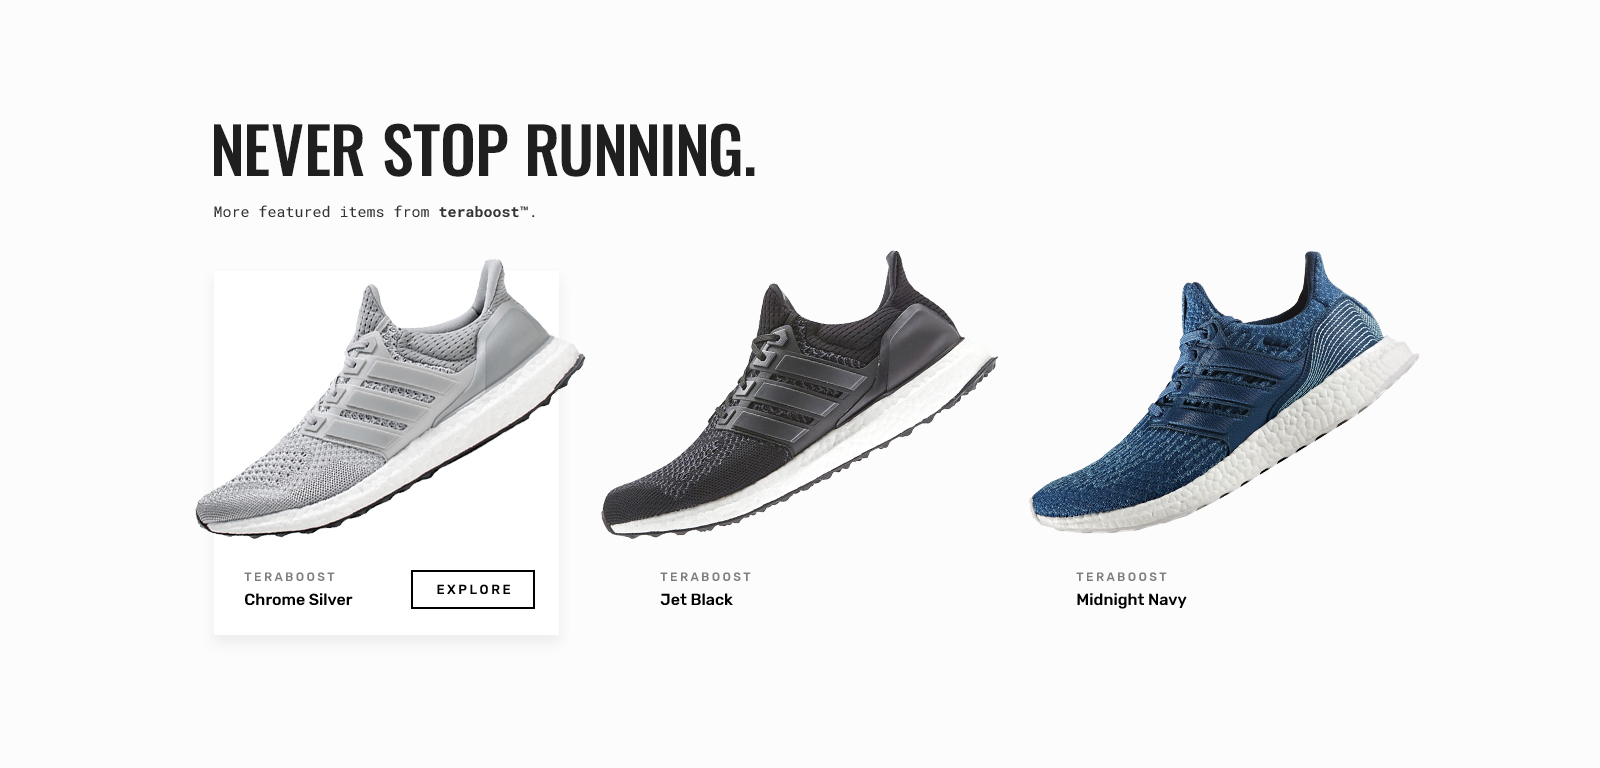 NEVER STOP RUNNING.
More featured items from teraboost™.
TERABOOST
Chrome Silver
EXPLORE
TERABOOST
Jet Black
TERABOOST
Midnight Navy